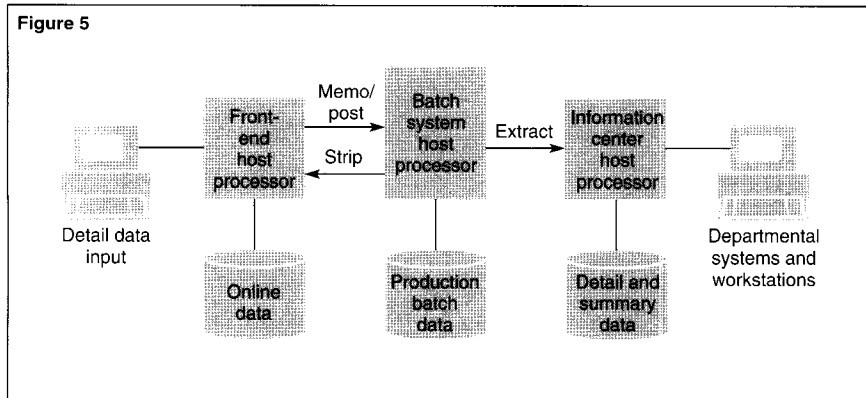 Figure 5
Detail data
input
Front-
end
host
processor
Online
data
Memo/
post
Strip
Batch
system
host
processor
Production
batch
data
Extract
Information
center
host
processor
Detail and
summary
data
Departmental
systems and
workstations